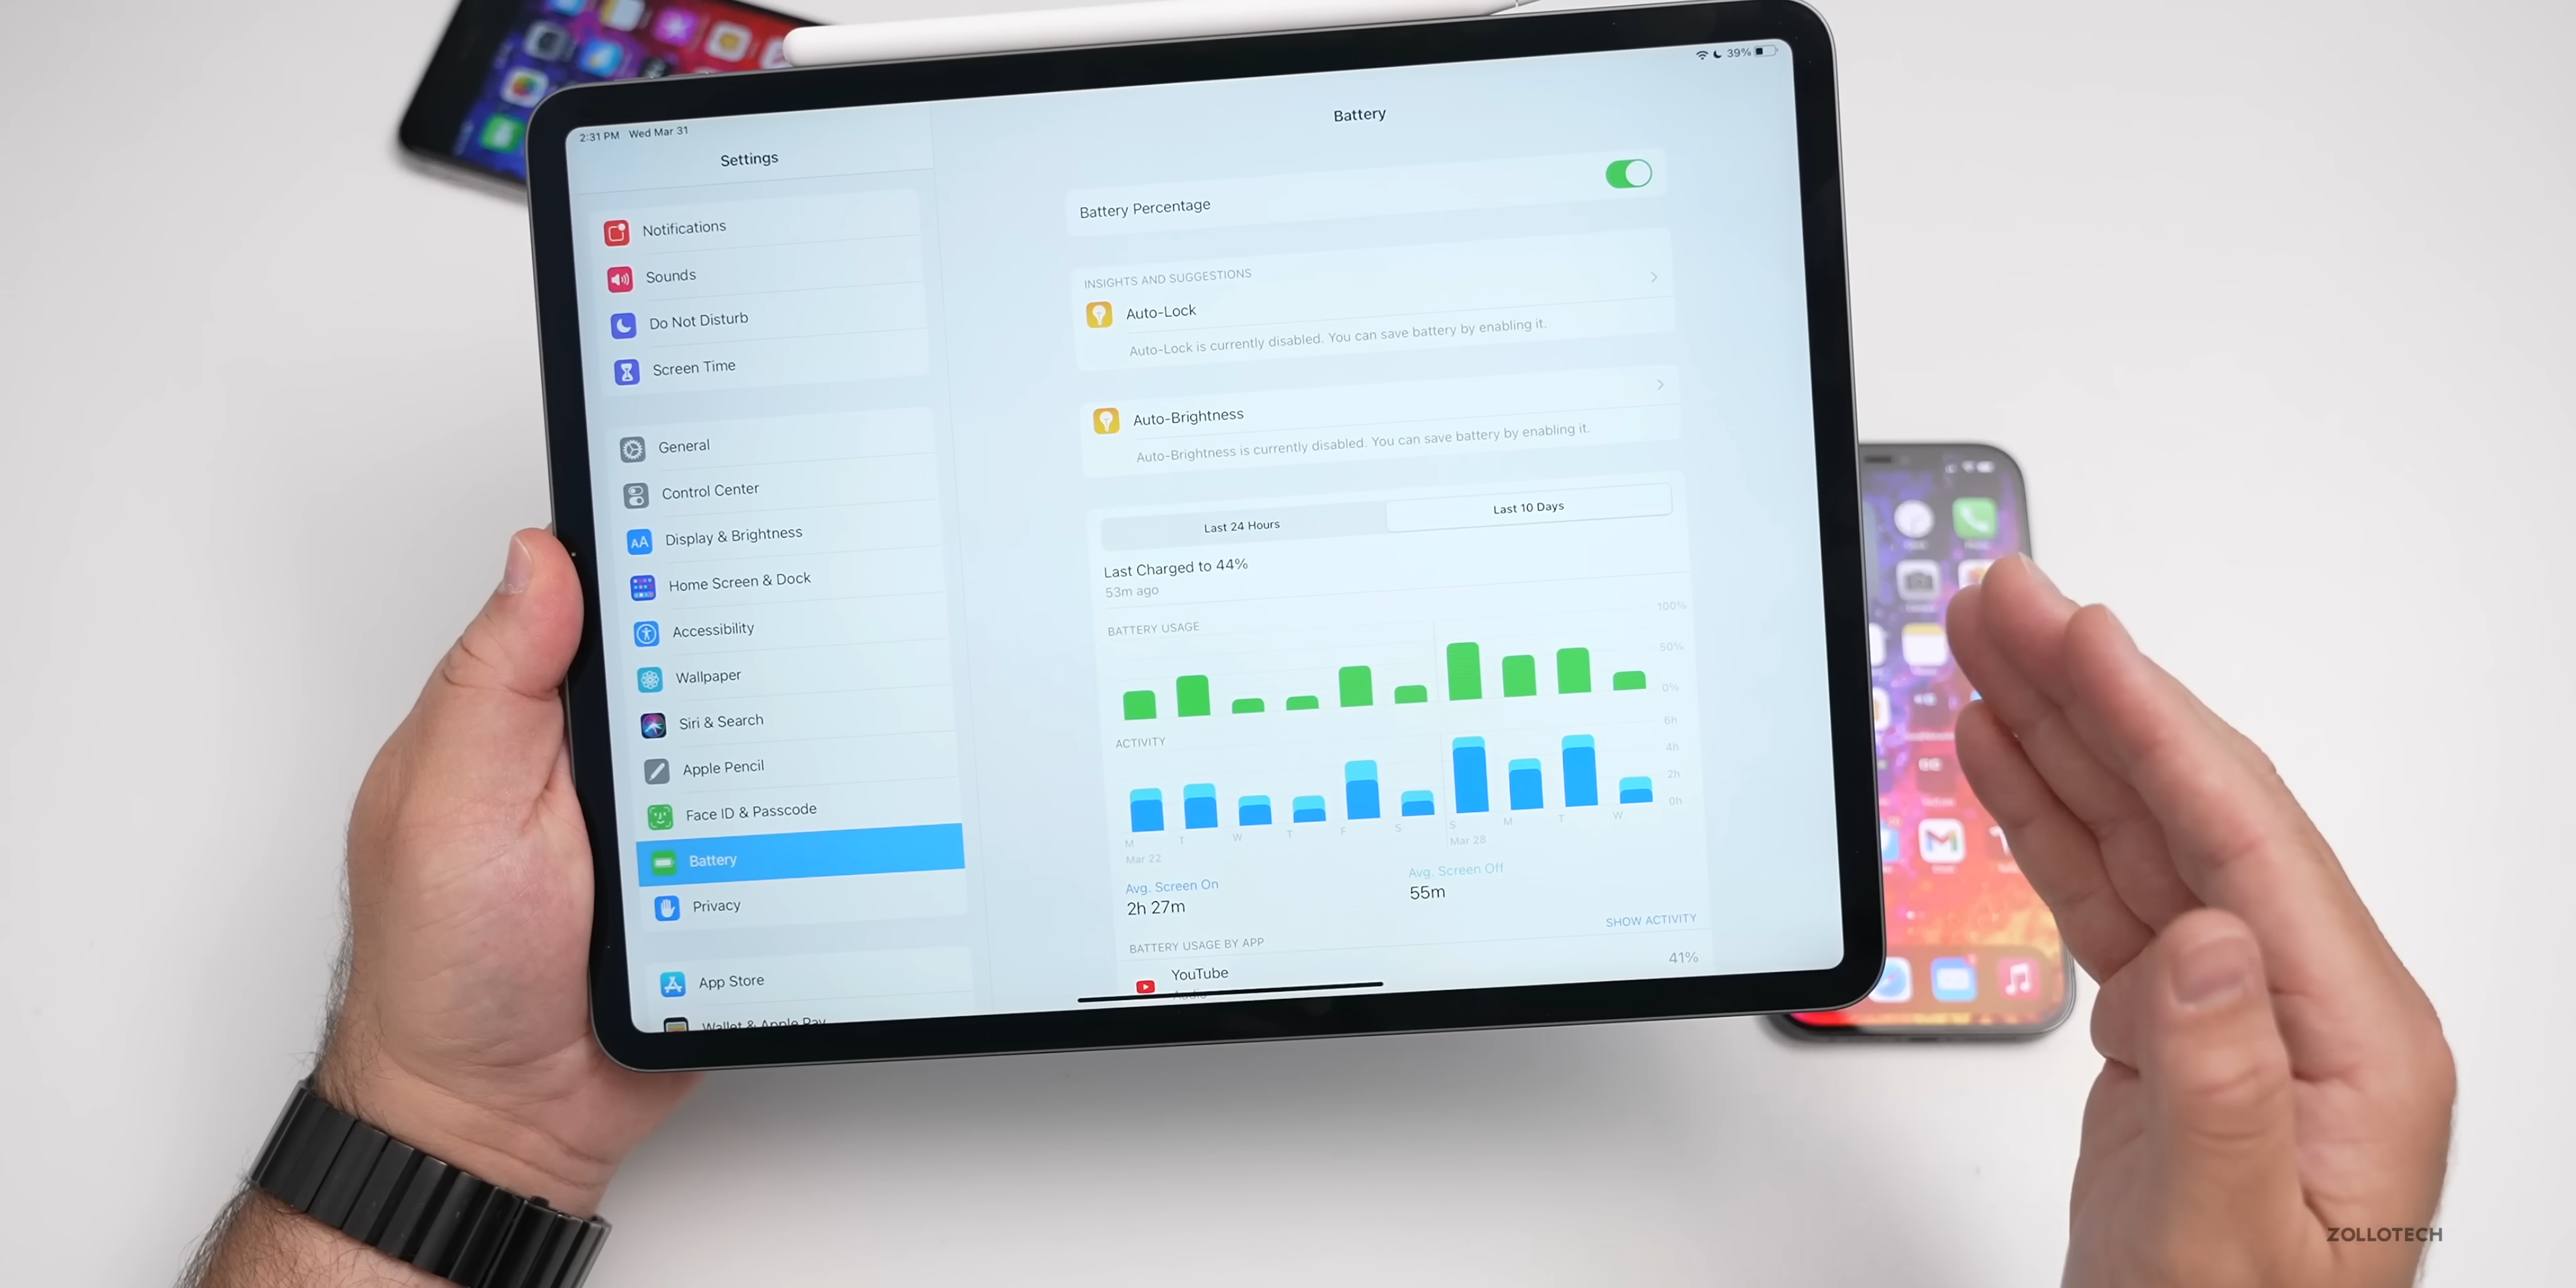 2:31 PM Wed Mar 31
39%
Settings
Notifications
Sounds
Do Not Disturb
Screen Time
General
Control Center
AA
Display & Brightness
Home Screen & Dock
Accessibility
Wallpaper
Siri & Search
Apple Pencil
Face ID & Passcode
Battery
Privacy
App Store
Wallet & Apple Pay
Battery
Battery Percentage
INSIGHTS AND SUGGESTIONS
Auto-Lock
Auto-Lock is currently disabled. You can save battery by enabling it.
Auto-Brightness
Auto-Brightness is currently disabled. You can save battery by enabling it.
Last 24 Hours
Last 10 Days
Last Charged to 44%
53m ago
BATTERY USAGE
100%
50%
0%
ACTIVITY
6h
4h
2h
0h
M T W T F S S M T W
Mar 22
Mar 28
Avg. Screen On
2h 27m
Avg. Screen Off
55m
SHOW ACTIVITY
BATTERY USAGE BY APP
YouTube
41%
Audio
ZOLLOTECH